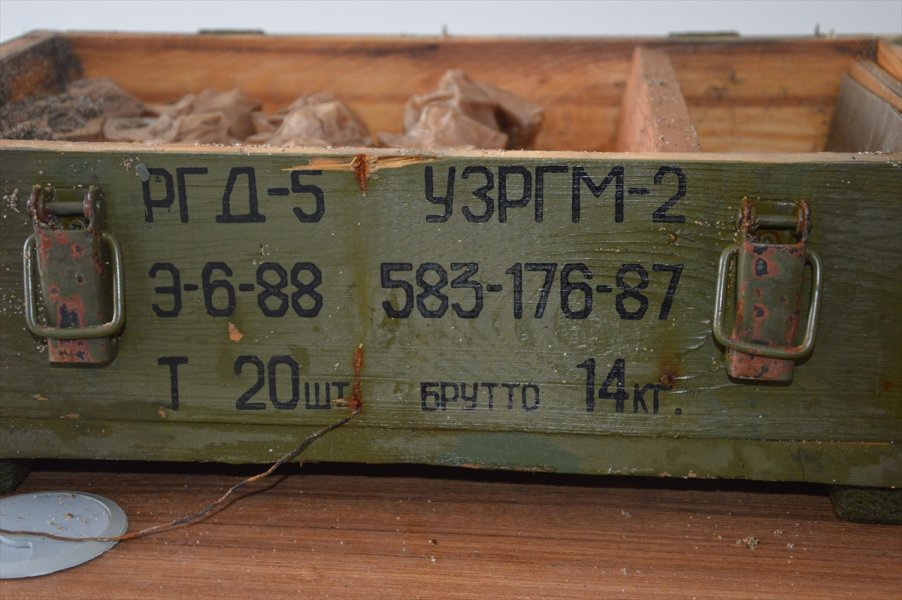 РГД-5 УЗРГМ-2
Э-6-88 583-176-87
Т 20шт БРУТТО 14кг.